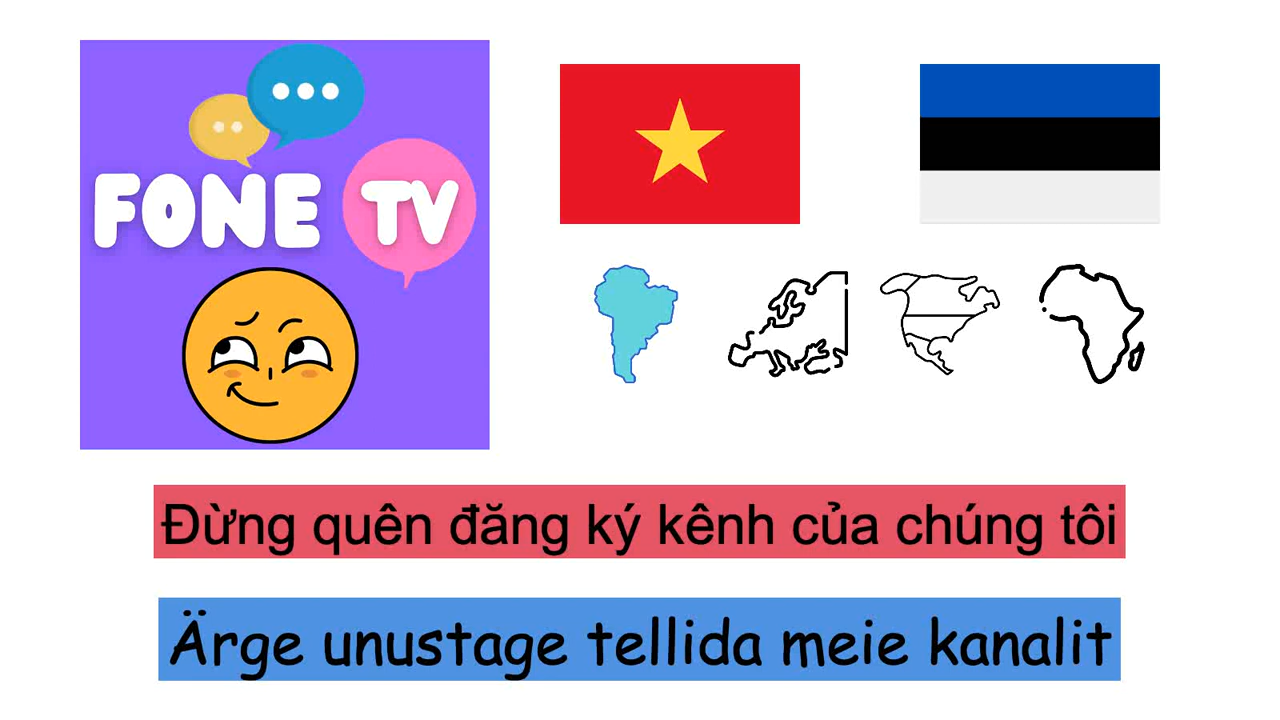 FONE TV
Đừng quên đăng ký kênh của chúng tôi
Ärge unustage tellida meie kanalit